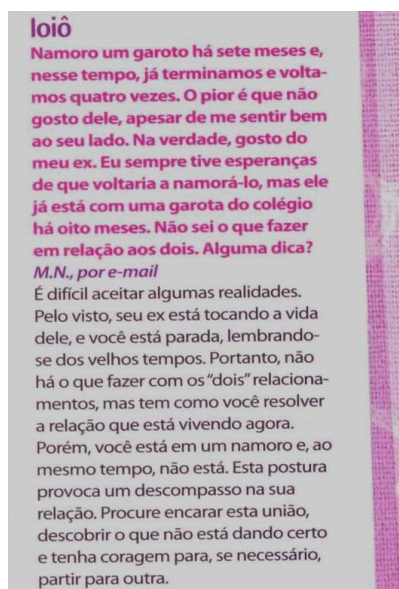 Ioiô
Namoro um garoto há sete meses e,
nesse tempo, já terminamos e volta-
mos quatro vezes. O pior é que não
gosto dele, apesar de me sentir bem
ao seu lado. Na verdade, gosto do
meu ex. Eu sempre tive esperanças
de que voltaria a namorá-lo, mas ele
já está com uma garota do colégio
há oito meses. Não sei o que fazer
em relação aos dois. Alguma dica?
M.N., por e-mail
É difícil aceitar algumas realidades.
Pelo visto, seu ex está tocando a vida
dele, e você está parada, lembrando-
se dos velhos tempos. Portanto, não
há o que fazer com os “dois” relaciona-
mentos, mas tem como você resolver
a relação que está vivendo agora.
Porém, você está em um namoro e, ao
mesmo tempo, não está. Esta postura
provoca um descompasso na sua
relação. Procure encarar esta união,
descobrir o que não está dando certo
e tenha coragem para, se necessário,
partir para outra.